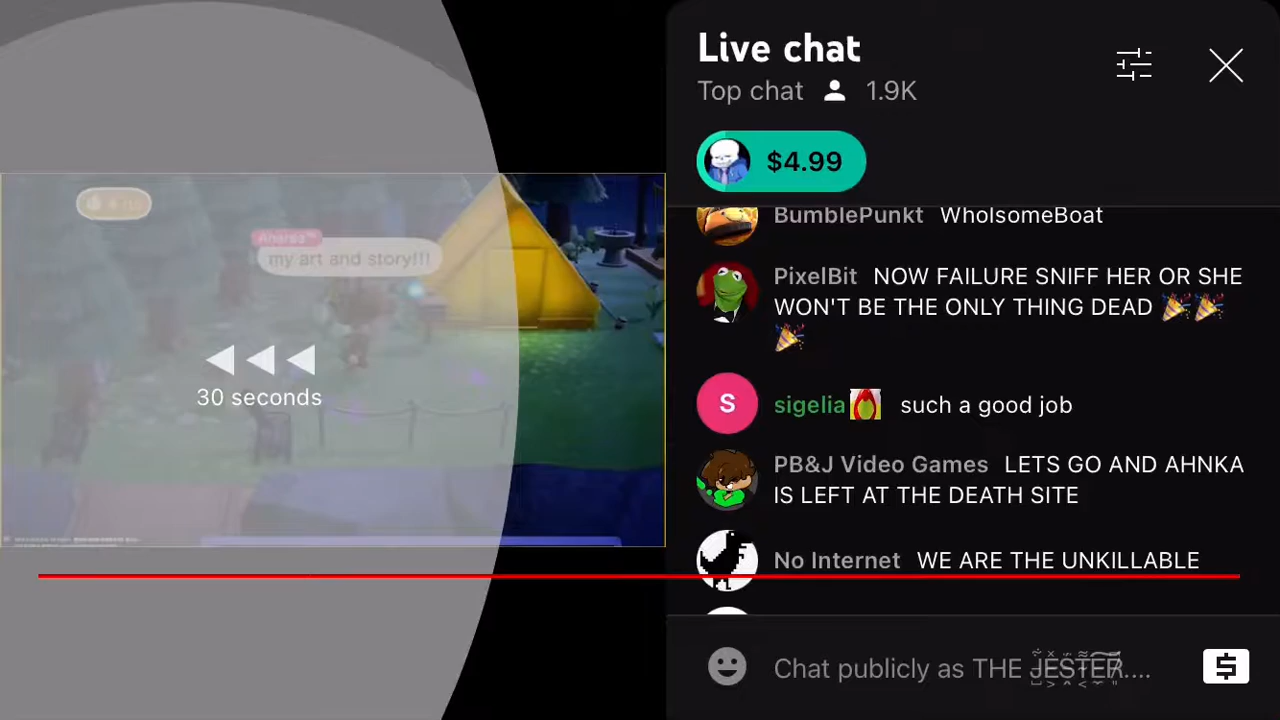 Live chat
Top chat 1.9K
$4.99
BumblePunkt WholsomeBoat
PixelBit NOW FAILURE SNIFF HER OR SHE
WON'T BE THE ONLY THING DEAD 🎉🎉
🎉
S sigelia such a good job
PB&J Video Games LETS GO AND AHNKA
IS LEFT AT THE DEATH SITE
No Internet WE ARE THE UNKILLABLE
Chat publicly as THE JESTER....
my art and story!!!
30 seconds